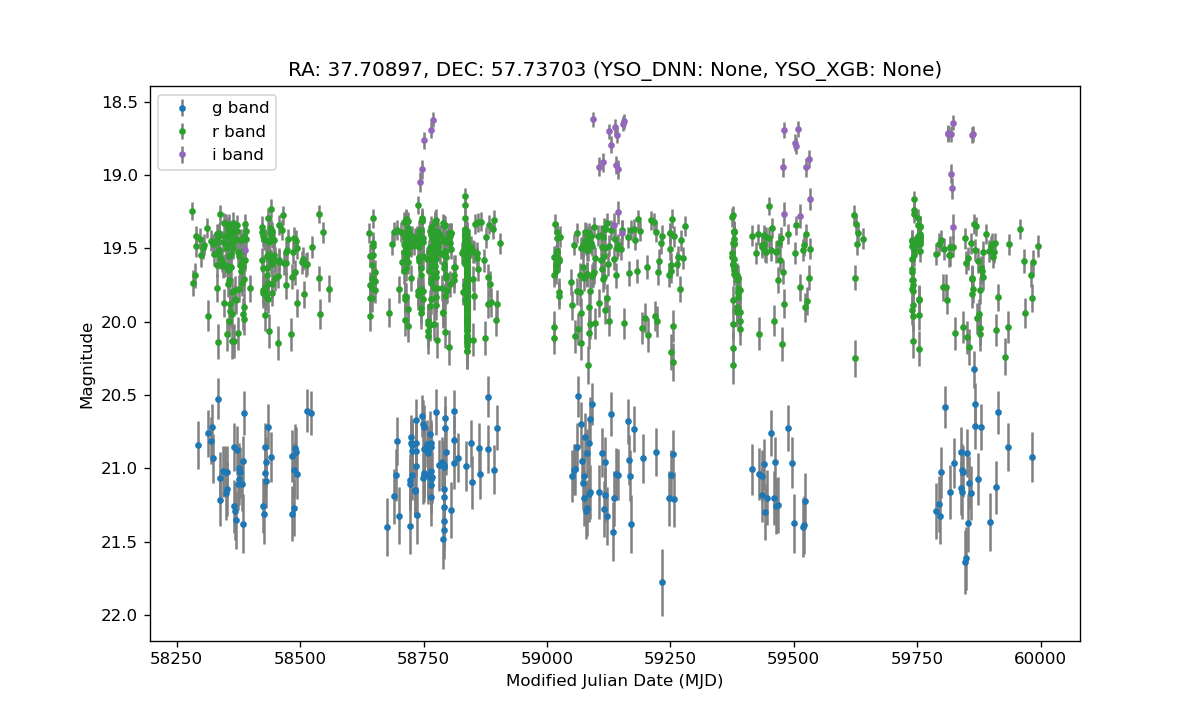 RA: 37.70897, DEC: 57.73703 (YSO_DNN: None, YSO_XGB: None)
g band
r band
i band
18.5
19.0
19.5
20.0
20.5
21.0
21.5
22.0
Magnitude
58250 58500 58750 59000 59250 59500 59750 60000
Modified Julian Date (MJD)